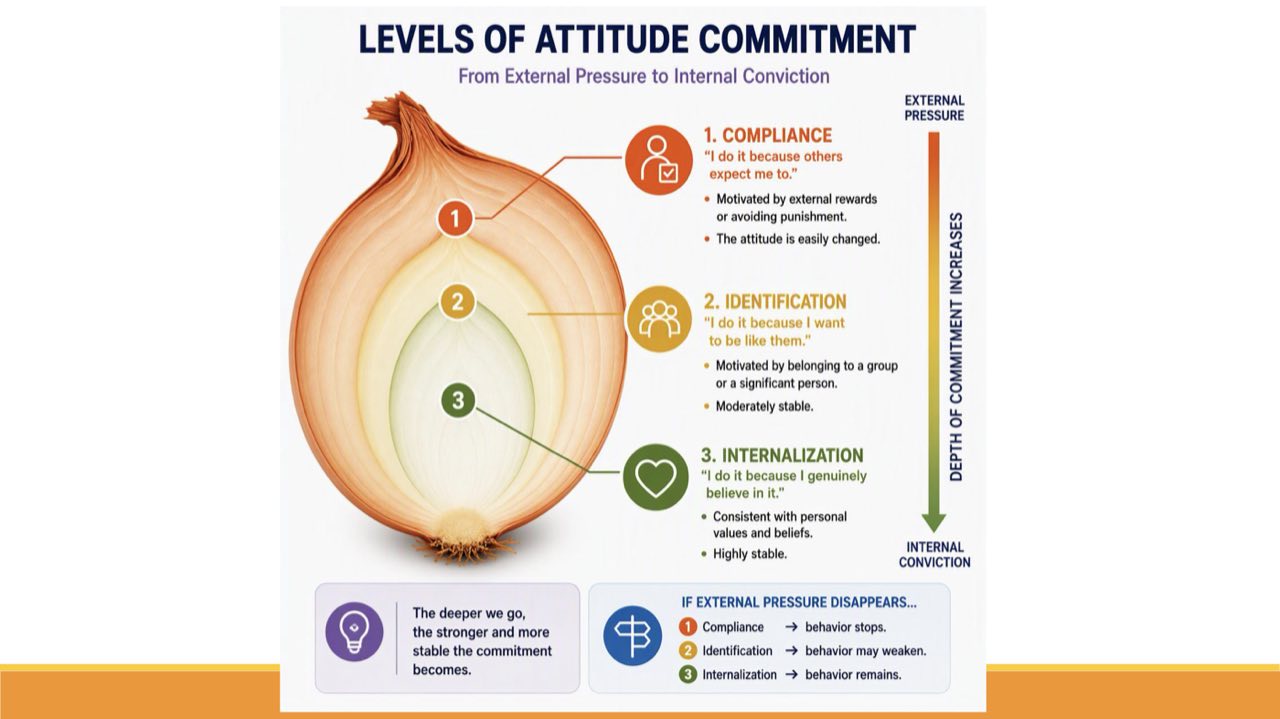 LEVELS OF ATTITUDE COMMITMENT
From External Pressure to Internal Conviction
EXTERNAL
PRESSURE
1
1. COMPLIANCE
“I do it because others
expect me to.”
• Motivated by external rewards
or avoiding punishment.
• The attitude is easily changed.
2
2. IDENTIFICATION
“I do it because I want
to be like them.”
• Motivated by belonging to a group
or a significant person.
• Moderately stable.
3
3. INTERNALIZATION
“I do it because I genuinely
believe in it.”
• Consistent with personal
values and beliefs.
• Highly stable.
DEPTH OF COMMITMENT INCREASES
INTERNAL
CONVICTION
The deeper we go,
the stronger and more
stable the commitment
becomes.
IF EXTERNAL PRESSURE DISAPPEARS...
1 Compliance → behavior stops.
2 Identification → behavior may weaken.
3 Internalization → behavior remains.